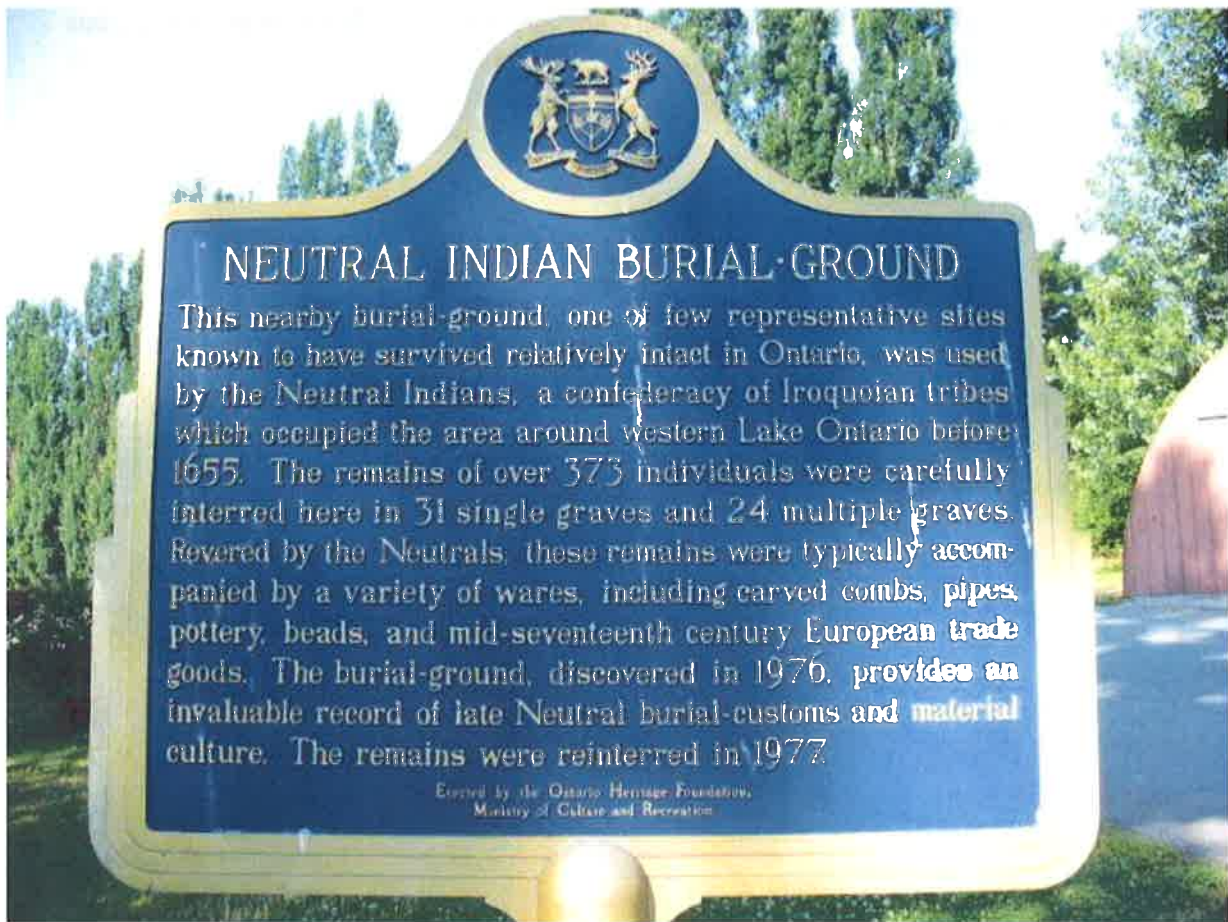 NEUTRAL INDIAN BURIAL-GROUND
This nearby burial-ground, one of few representative sites
known to have survived relatively intact in Ontario, was used
by the Neutral Indians, a confederacy of Iroquoian tribes
which occupied the area around western Lake Ontario before
1655. The remains of over 373 individuals were carefully
interred here in 31 single graves and 24 multiple graves.
Revered by the Neutrals, these remains were typically accom-
panied by a variety of wares, including carved combs, pipes,
pottery, beads, and mid-seventeenth century European trade
goods. The burial-ground, discovered in 1976, provides an
invaluable record of late Neutral burial-customs and material
culture. The remains were reinterred in 1977.
Erected by the Ontario Heritage Foundation,
Ministry of Culture and Recreation